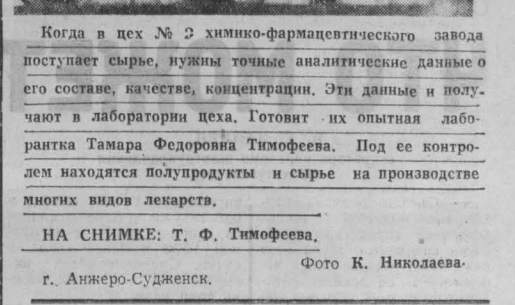 Когда в цех № 2 химико-фармацевтического завода
поступает сырье, нужны точные аналитические данные о
его составе, качестве, концентрации. Эти данные и полу-
чают в лаборатории цеха. Готовит их опытная лабо-
рантка Тамара Федоровна Тимофеева. Под ее контро-
лем находятся полупродукты и сырье на производстве
многих видов лекарств.
НА СНИМКЕ: Т. Ф. Тимофеева.
Фото К. Николаева.
г. Анжеро-Судженск.